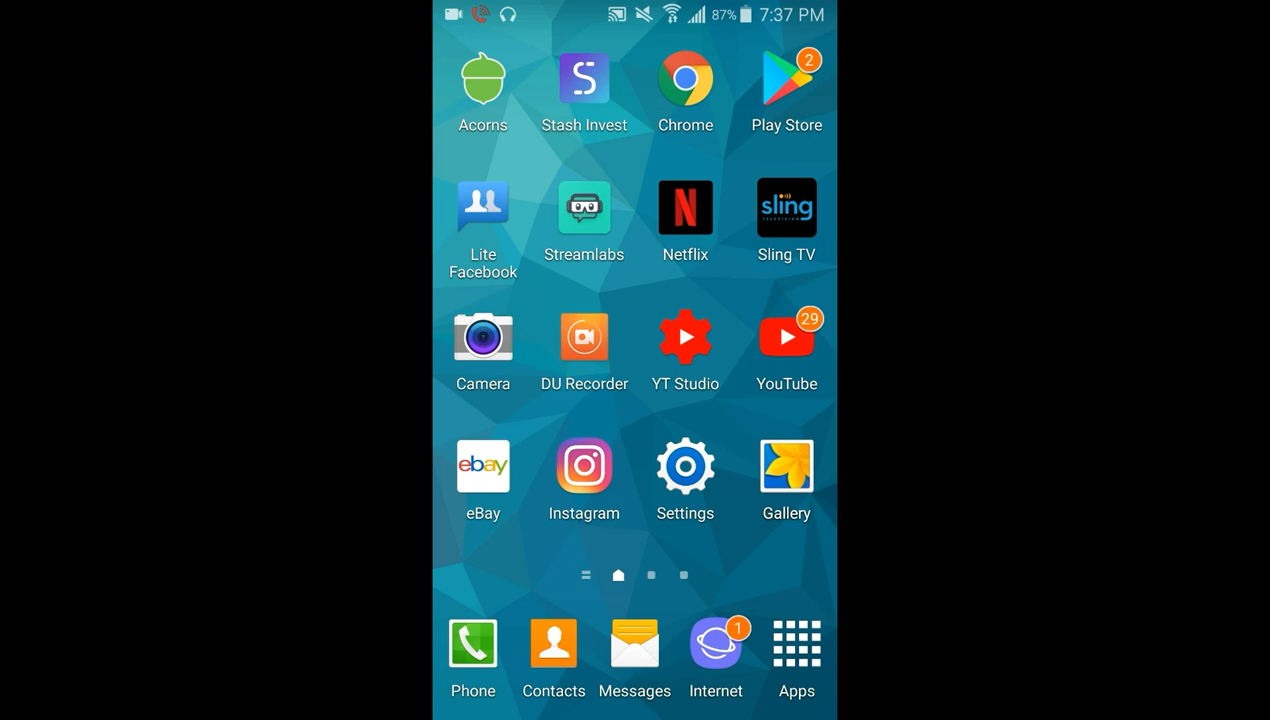 87% 7:37 PM
2
Acorns Stash Invest Chrome Play Store
N sling
TELEVISION
Lite Facebook Streamlabs Netflix Sling TV
29
Camera DU Recorder YT Studio YouTube
ebay
eBay Instagram Settings Gallery
1
Phone Contacts Messages Internet Apps